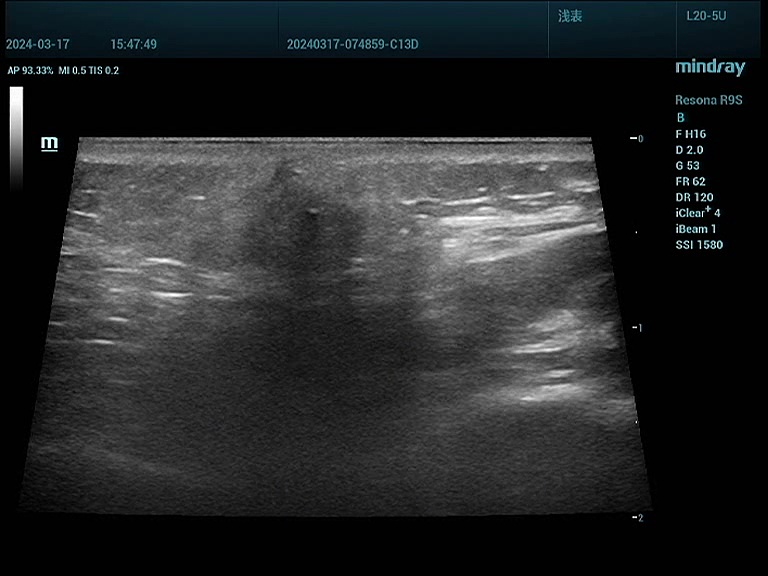 浅表 L20-5U
2024-03-17 15:47:49 20240317-074859-C13D
AP 93.33% MI 0.5 TIS 0.2
mindray
m
Resona R9S
B
F H16
D 2.0
G 53
FR 62
DR 120
iClear+ 4
iBeam 1
SSI 1580
0
1
2